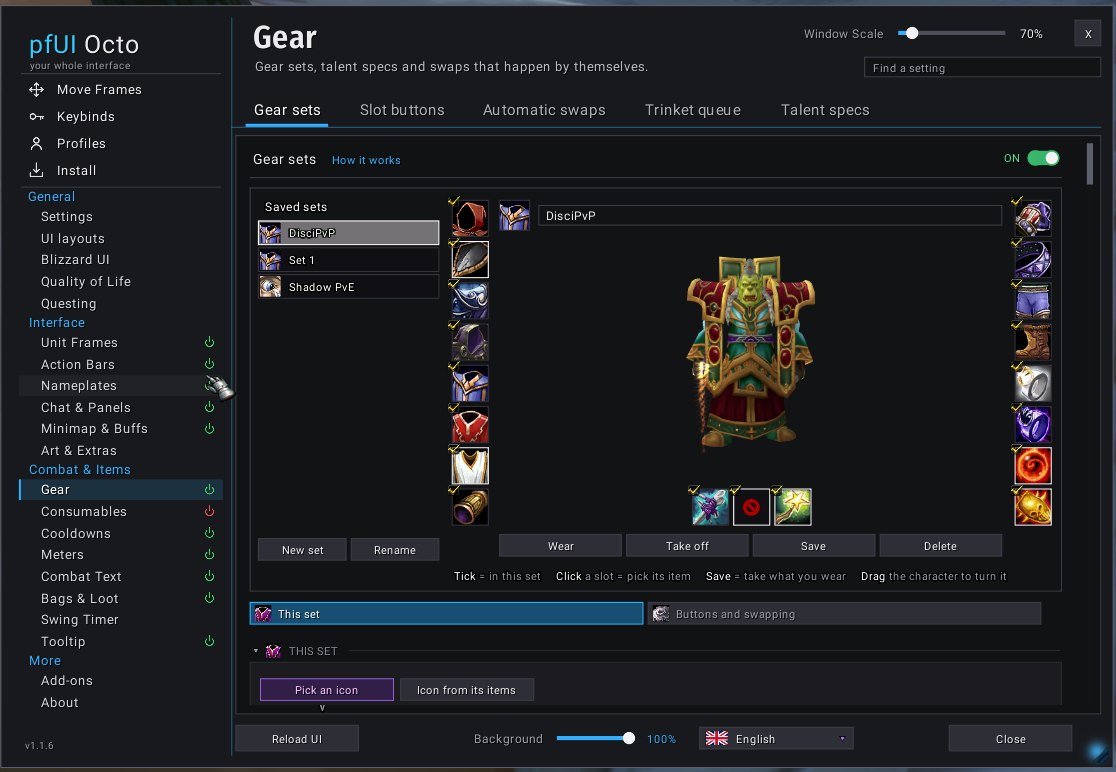 pfUI Octo
your whole interface
Move Frames
Keybinds
Profiles
Install
General
Settings
UI layouts
Blizzard UI
Quality of Life
Questing
Interface
Unit Frames
Action Bars
Nameplates
Chat & Panels
Minimap & Buffs
Art & Extras
Combat & Items
Gear
Consumables
Cooldowns
Meters
Combat Text
Bags & Loot
Swing Timer
Tooltip
More
Add-ons
About
v1.1.6
Gear
Gear sets, talent specs and swaps that happen by themselves.
Window Scale 70% X
Find a setting
Gear sets Slot buttons Automatic swaps Trinket queue Talent specs
Gear sets How it works ON
Saved sets
DisciPvP
Set 1
Shadow PvE
New set Rename
DisciPvP
Wear Take off Save Delete
Tick = in this set Click a slot = pick its item Save = take what you wear Drag the character to turn it
This set Buttons and swapping
THIS SET
Pick an icon Icon from its items
v
Reload UI Background 100% English Close